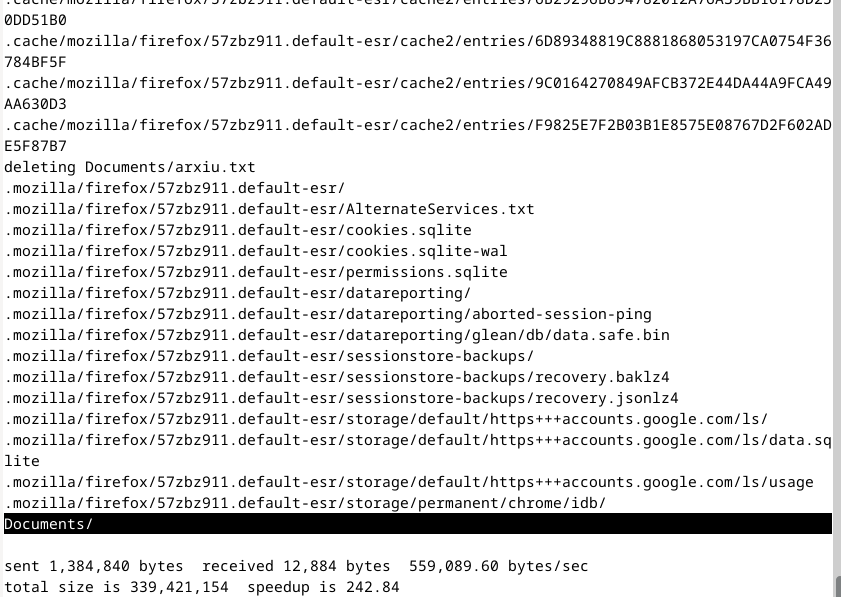 0DD51B0
.cache/mozilla/firefox/57zbz911.default-esr/cache2/entries/6D89348819C8881868053197CA0754F36
784BF5F
.cache/mozilla/firefox/57zbz911.default-esr/cache2/entries/9C0164270849AFCB372E44DA44A9FCA49
AA630D3
.cache/mozilla/firefox/57zbz911.default-esr/cache2/entries/F9825E7F2B03B1E8575E08767D2F602AD
E5F87B7
deleting Documents/arxiu.txt
.mozilla/firefox/57zbz911.default-esr/
.mozilla/firefox/57zbz911.default-esr/AlternateServices.txt
.mozilla/firefox/57zbz911.default-esr/cookies.sqlite
.mozilla/firefox/57zbz911.default-esr/cookies.sqlite-wal
.mozilla/firefox/57zbz911.default-esr/permissions.sqlite
.mozilla/firefox/57zbz911.default-esr/datareporting/
.mozilla/firefox/57zbz911.default-esr/datareporting/aborted-session-ping
.mozilla/firefox/57zbz911.default-esr/datareporting/glean/db/data.safe.bin
.mozilla/firefox/57zbz911.default-esr/sessionstore-backups/
.mozilla/firefox/57zbz911.default-esr/sessionstore-backups/recovery.baklz4
.mozilla/firefox/57zbz911.default-esr/sessionstore-backups/recovery.jsonlz4
.mozilla/firefox/57zbz911.default-esr/storage/default/https+++accounts.google.com/ls/
.mozilla/firefox/57zbz911.default-esr/storage/default/https+++accounts.google.com/ls/data.sq
lite
.mozilla/firefox/57zbz911.default-esr/storage/default/https+++accounts.google.com/ls/usage
.mozilla/firefox/57zbz911.default-esr/storage/permanent/chrome/idb/
Documents/
sent 1,384,840 bytes  received 12,884 bytes  559,089.60 bytes/sec
total size is 339,421,154  speedup is 242.84